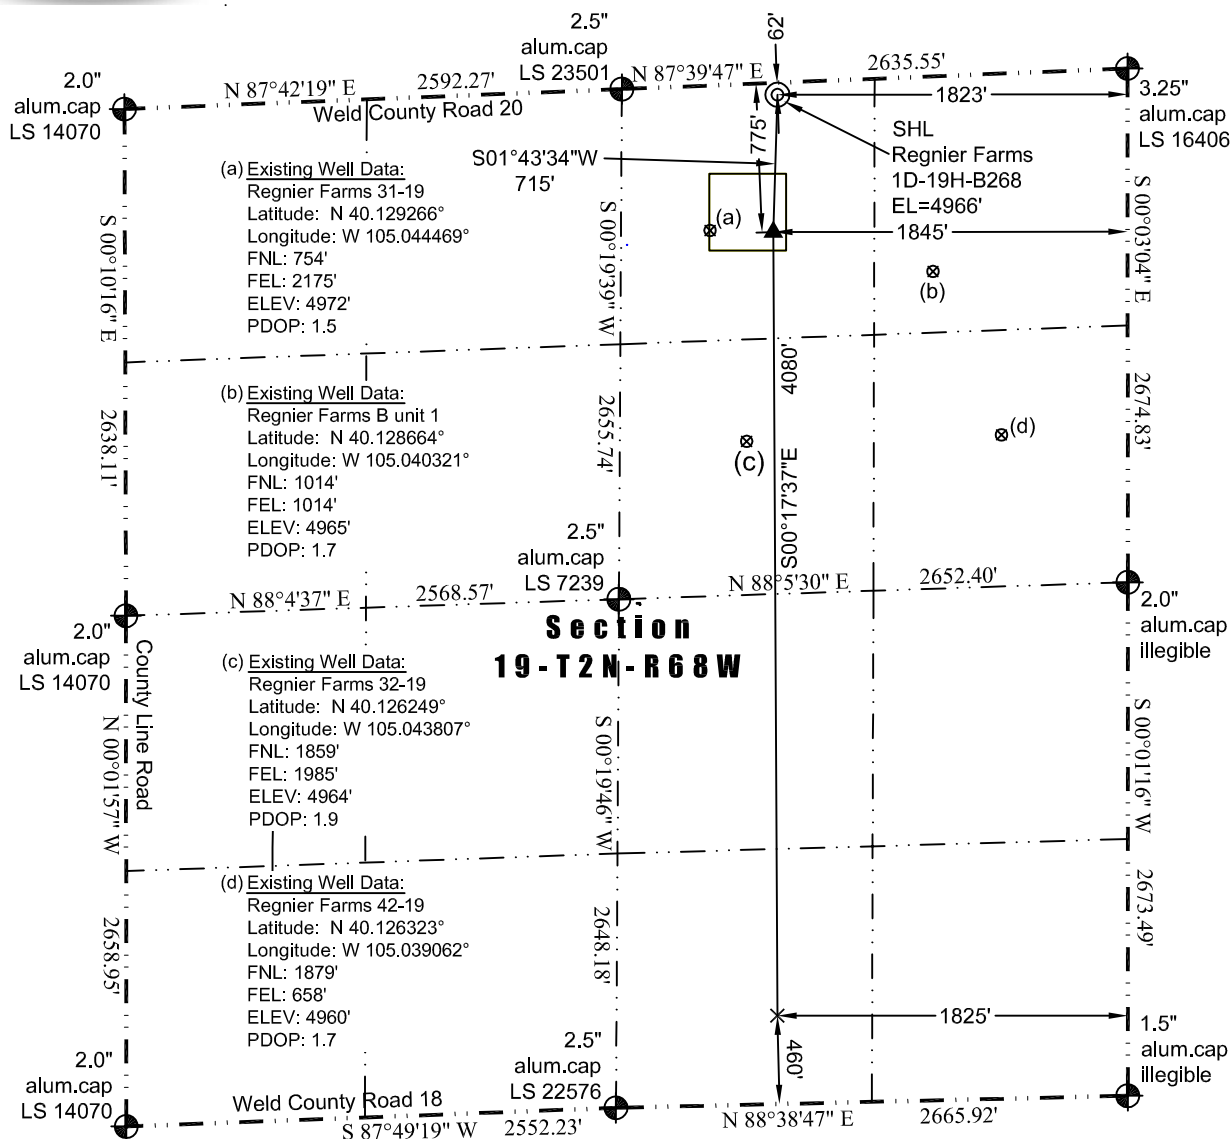 2.5"
alum.cap
LS 23501
62'
2.0"
alum.cap
LS 14070
N 87°42'19" E
2592.27'
N 87°39'47" E
2635.55'
3.25"
alum.cap
LS 16406
Weld County Road 20
1823'
775'
SHL
Regnier Farms
1D-19H-B268
EL=4966'
S01°43'34"W
715'
(a) Existing Well Data:
Regnier Farms 31-19
Latitude: N 40.129266°
Longitude: W 105.044469°
FNL: 754'
FEL: 2175'
ELEV: 4972'
PDOP: 1.5
S 00°10'16" E
S 00°19'39" W
(a)
1845'
S 00°03'04" E
(b)
(b) Existing Well Data:
Regnier Farms B unit 1
Latitude: N 40.128664°
Longitude: W 105.040321°
FNL: 1014'
FEL: 1014'
ELEV: 4965'
PDOP: 1.7
2638.11'
2655.74'
4080'
S00°17'37"E
(c)
(d)
2674.83'
2.5"
alum.cap
LS 7239
N 88°4'37" E
2568.57'
N 88°5'30" E
2652.40'
Section
19-T2N-R68W
2.0"
alum.cap
LS 14070
2.0"
alum.cap
illegible
County Line Road
(c) Existing Well Data:
Regnier Farms 32-19
Latitude: N 40.126249°
Longitude: W 105.043807°
FNL: 1859'
FEL: 1985'
ELEV: 4964'
PDOP: 1.9
N 00°01'57" W
S 00°19'46" W
S 00°01'16" W
(d) Existing Well Data:
Regnier Farms 42-19
Latitude: N 40.126323°
Longitude: W 105.039062°
FNL: 1879'
FEL: 658'
ELEV: 4960'
PDOP: 1.7
2658.95'
2648.18'
2673.49'
1825'
460'
2.0"
alum.cap
LS 14070
2.5"
alum.cap
LS 22576
1.5"
alum.cap
illegible
Weld County Road 18
S 87°49'19" W
2552.23'
N 88°38'47" E
2665.92'